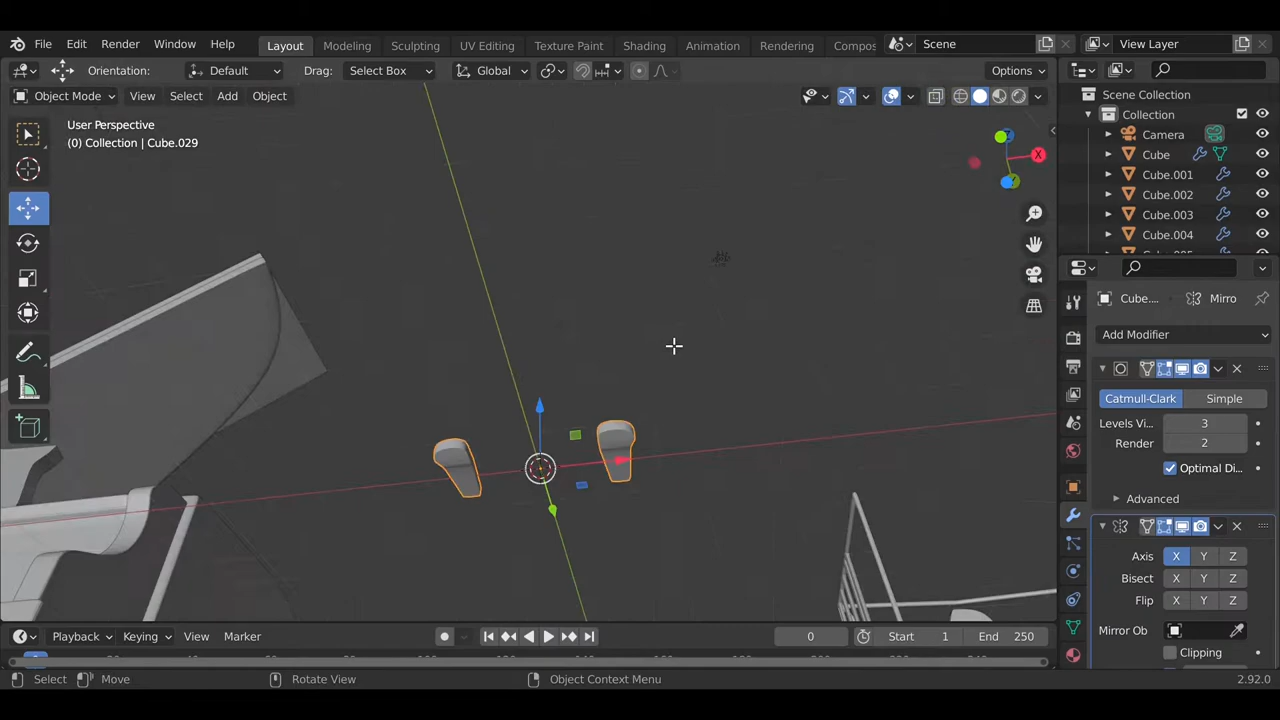 File Edit Render Window Help Layout Modeling Sculpting UV Editing Texture Paint Shading Animation Rendering Compos Scene View Layer
Orientation: Default Drag: Select Box Global Options
Object Mode View Select Add Object
User Perspective
(0) Collection | Cube.029
X
Scene Collection
Collection
Camera
Cube
Cube.001
Cube.002
Cube.003
Cube.004
Cube.... Mirro
Add Modifier
Catmull-Clark Simple
Levels Vi... 3
Render 2
Optimal Di...
Advanced
Axis X Y Z
Bisect X Y Z
Flip X Y Z
Mirror Ob
Clipping
Playback Keying View Marker 0 Start 1 End 250
Select Move Rotate View Object Context Menu 2.92.0